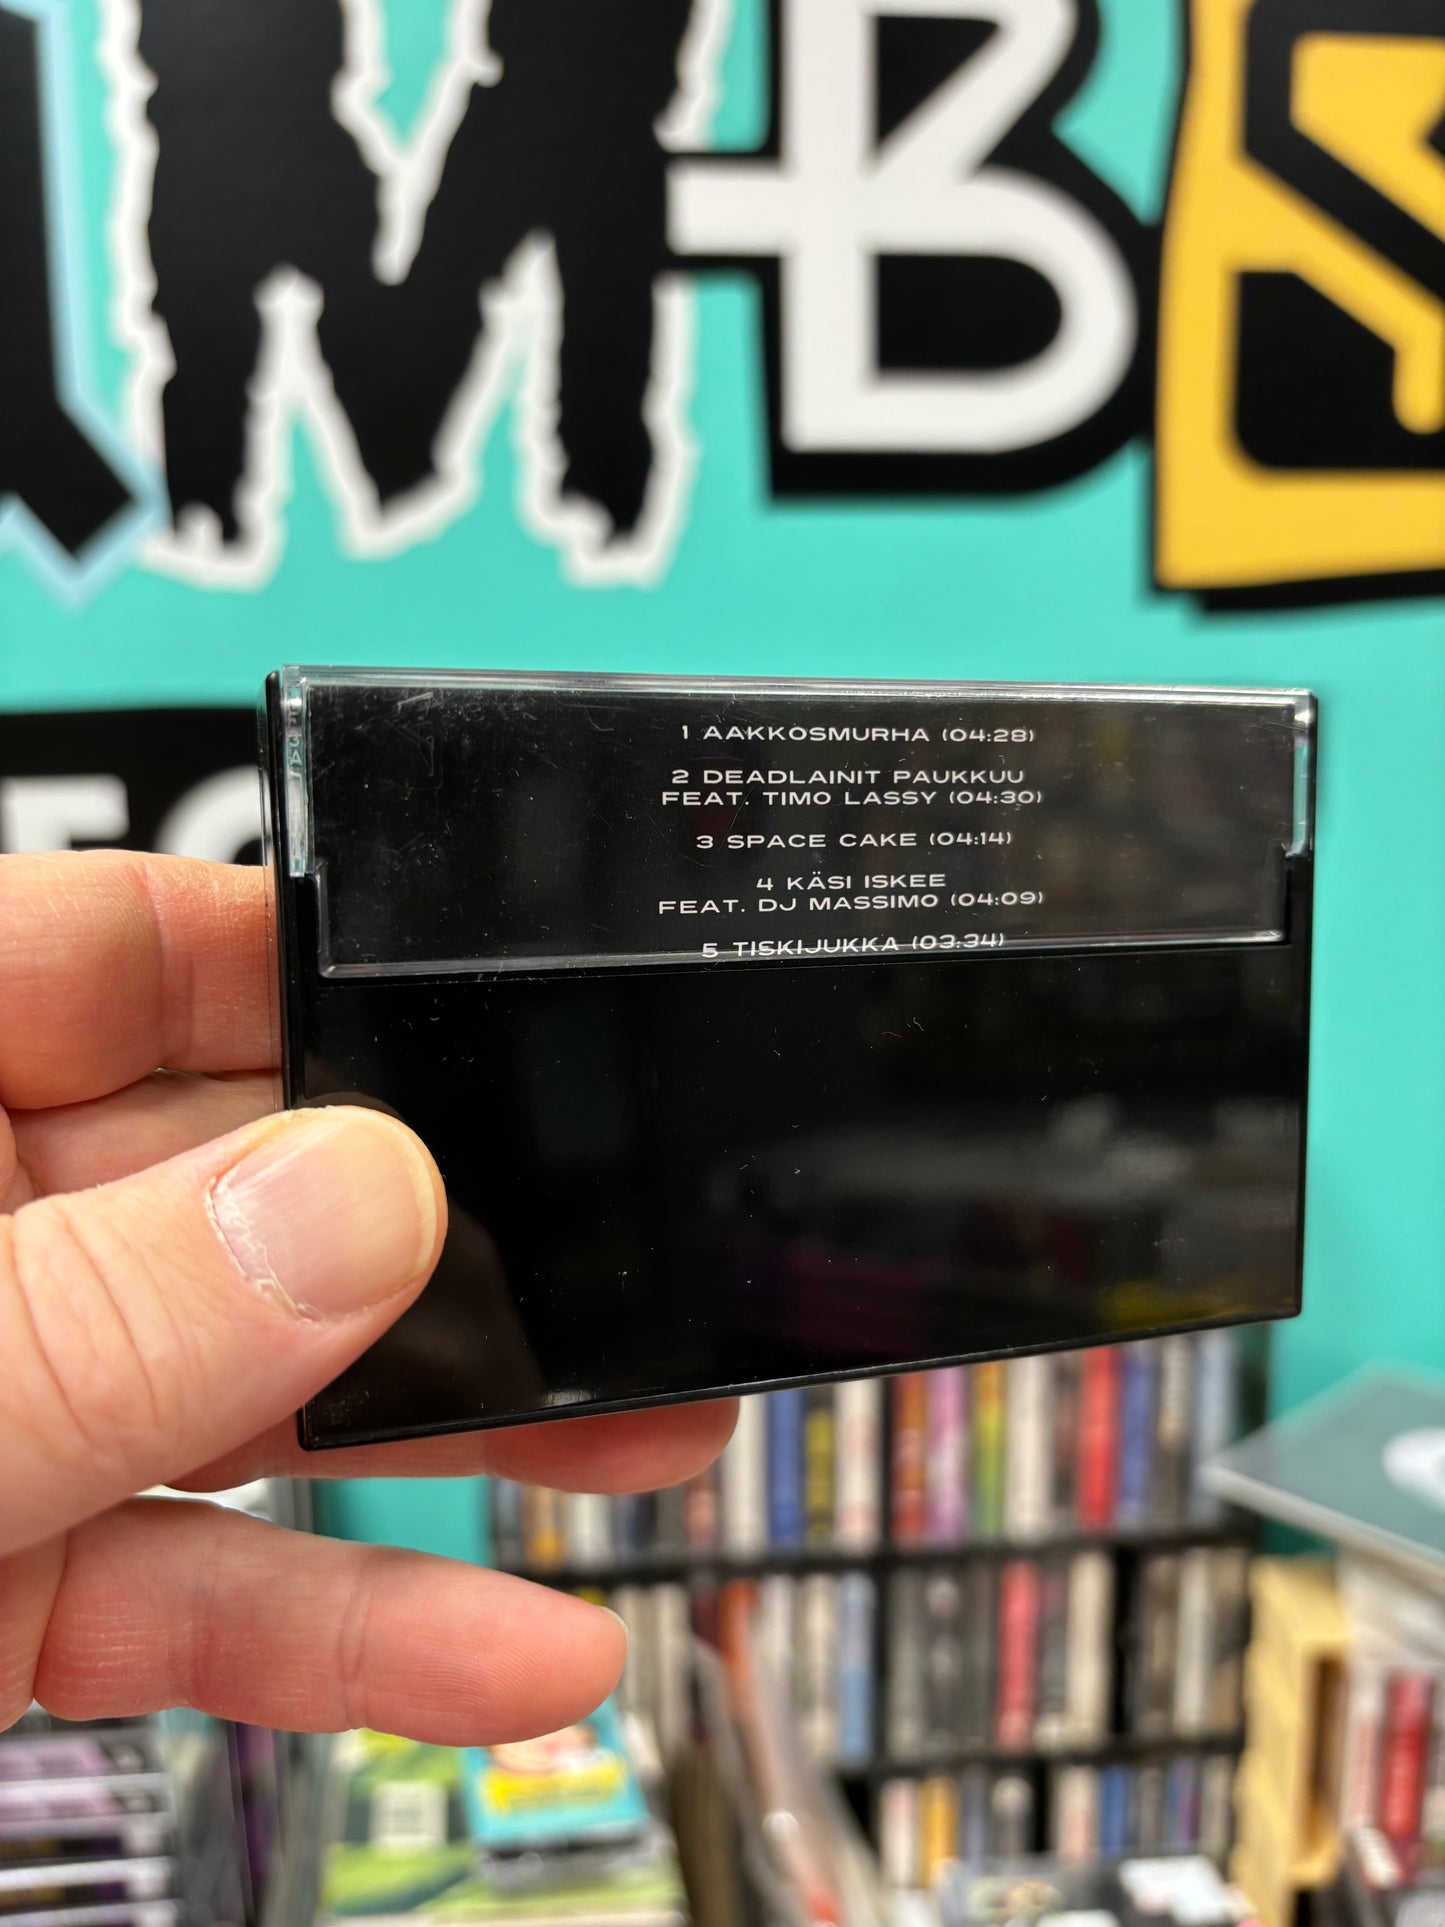 MBS
1 AAKKOSMURHA (04:28)
2 DEADLAINIT PAUKKUU
FEAT. TIMO LASSY (04:30)
3 SPACE CAKE (04:14)
4 KÄSI ISKEE
FEAT. DJ MASSIMO (04:09)
5 TISKIJUKKA (03:34)